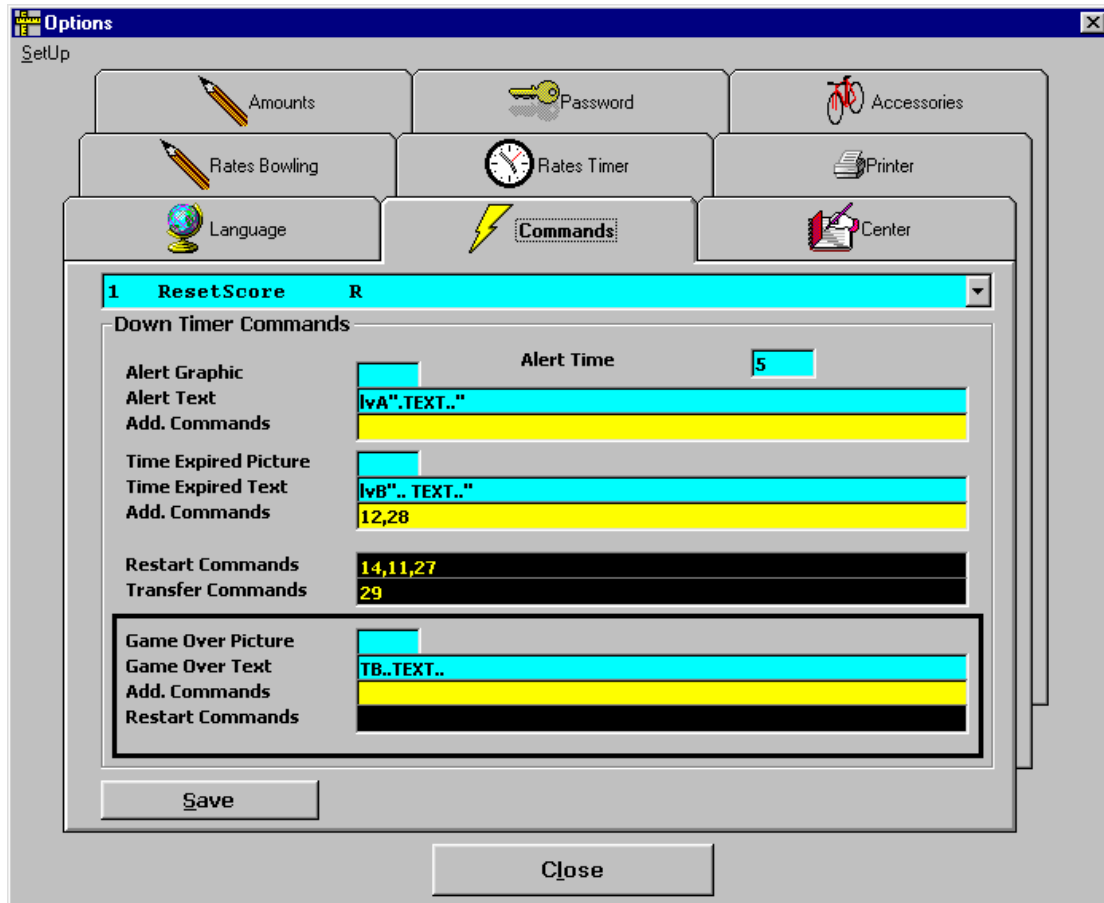 Options
SetUp
Amounts Password Accessories
Rates Bowling Rates Timer Printer
Language Commands Center
1 ResetScore R
Down Timer Commands
Alert Graphic Alert Time 5
Alert Text IvA".TEXT.."
Add. Commands
Time Expired Picture
Time Expired Text IvB".. TEXT.."
Add. Commands 12,28
Restart Commands 14,11,27
Transfer Commands 29
Game Over Picture
Game Over Text TB..TEXT..
Add. Commands
Restart Commands
Save
Close